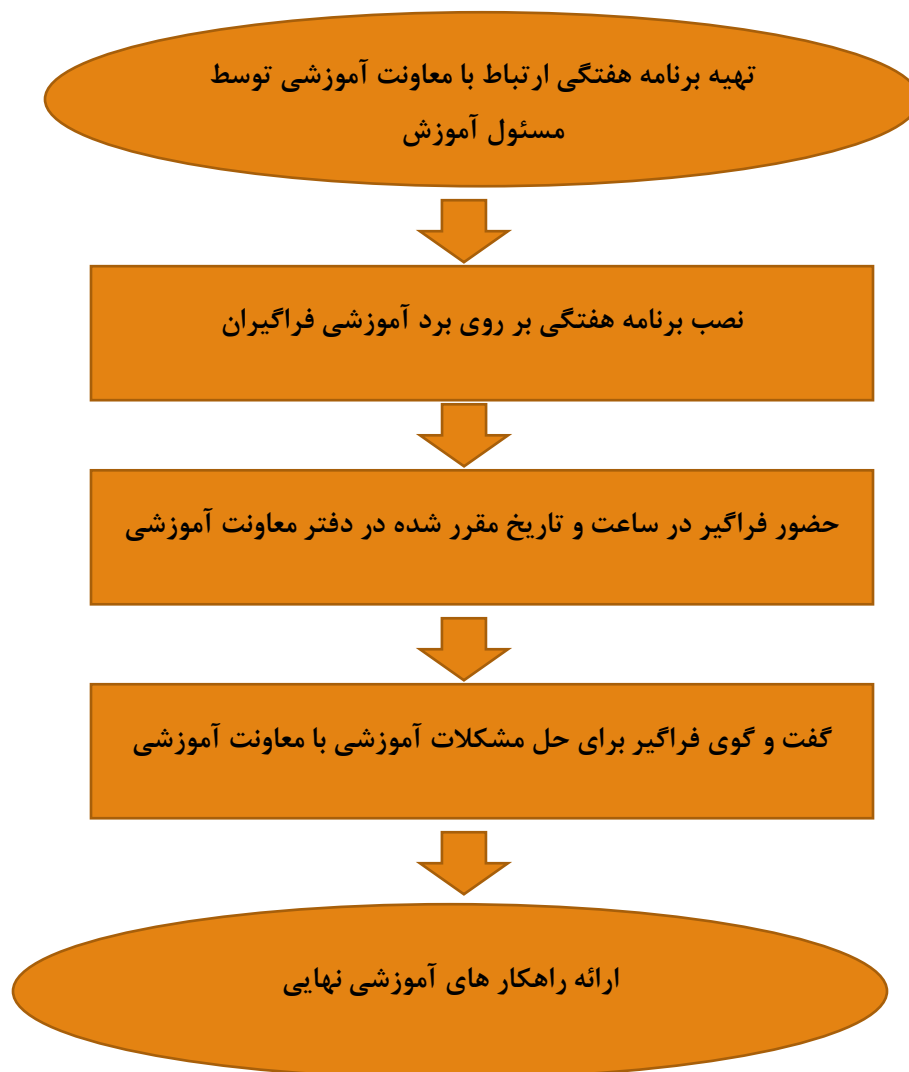 تهیه برنامه هفتگی ارتباط با معاونت آموزشی توسط
مسئول آموزش
نصب برنامه هفتگی بر روی برد آموزشی فراگیران
حضور فراگیر در ساعت و تاریخ مقرر شده در دفتر معاونت آموزشی
گفت و گوی فراگیر برای حل مشکلات آموزشی با معاونت آموزشی
ارائه راهکار های آموزشی نهایی